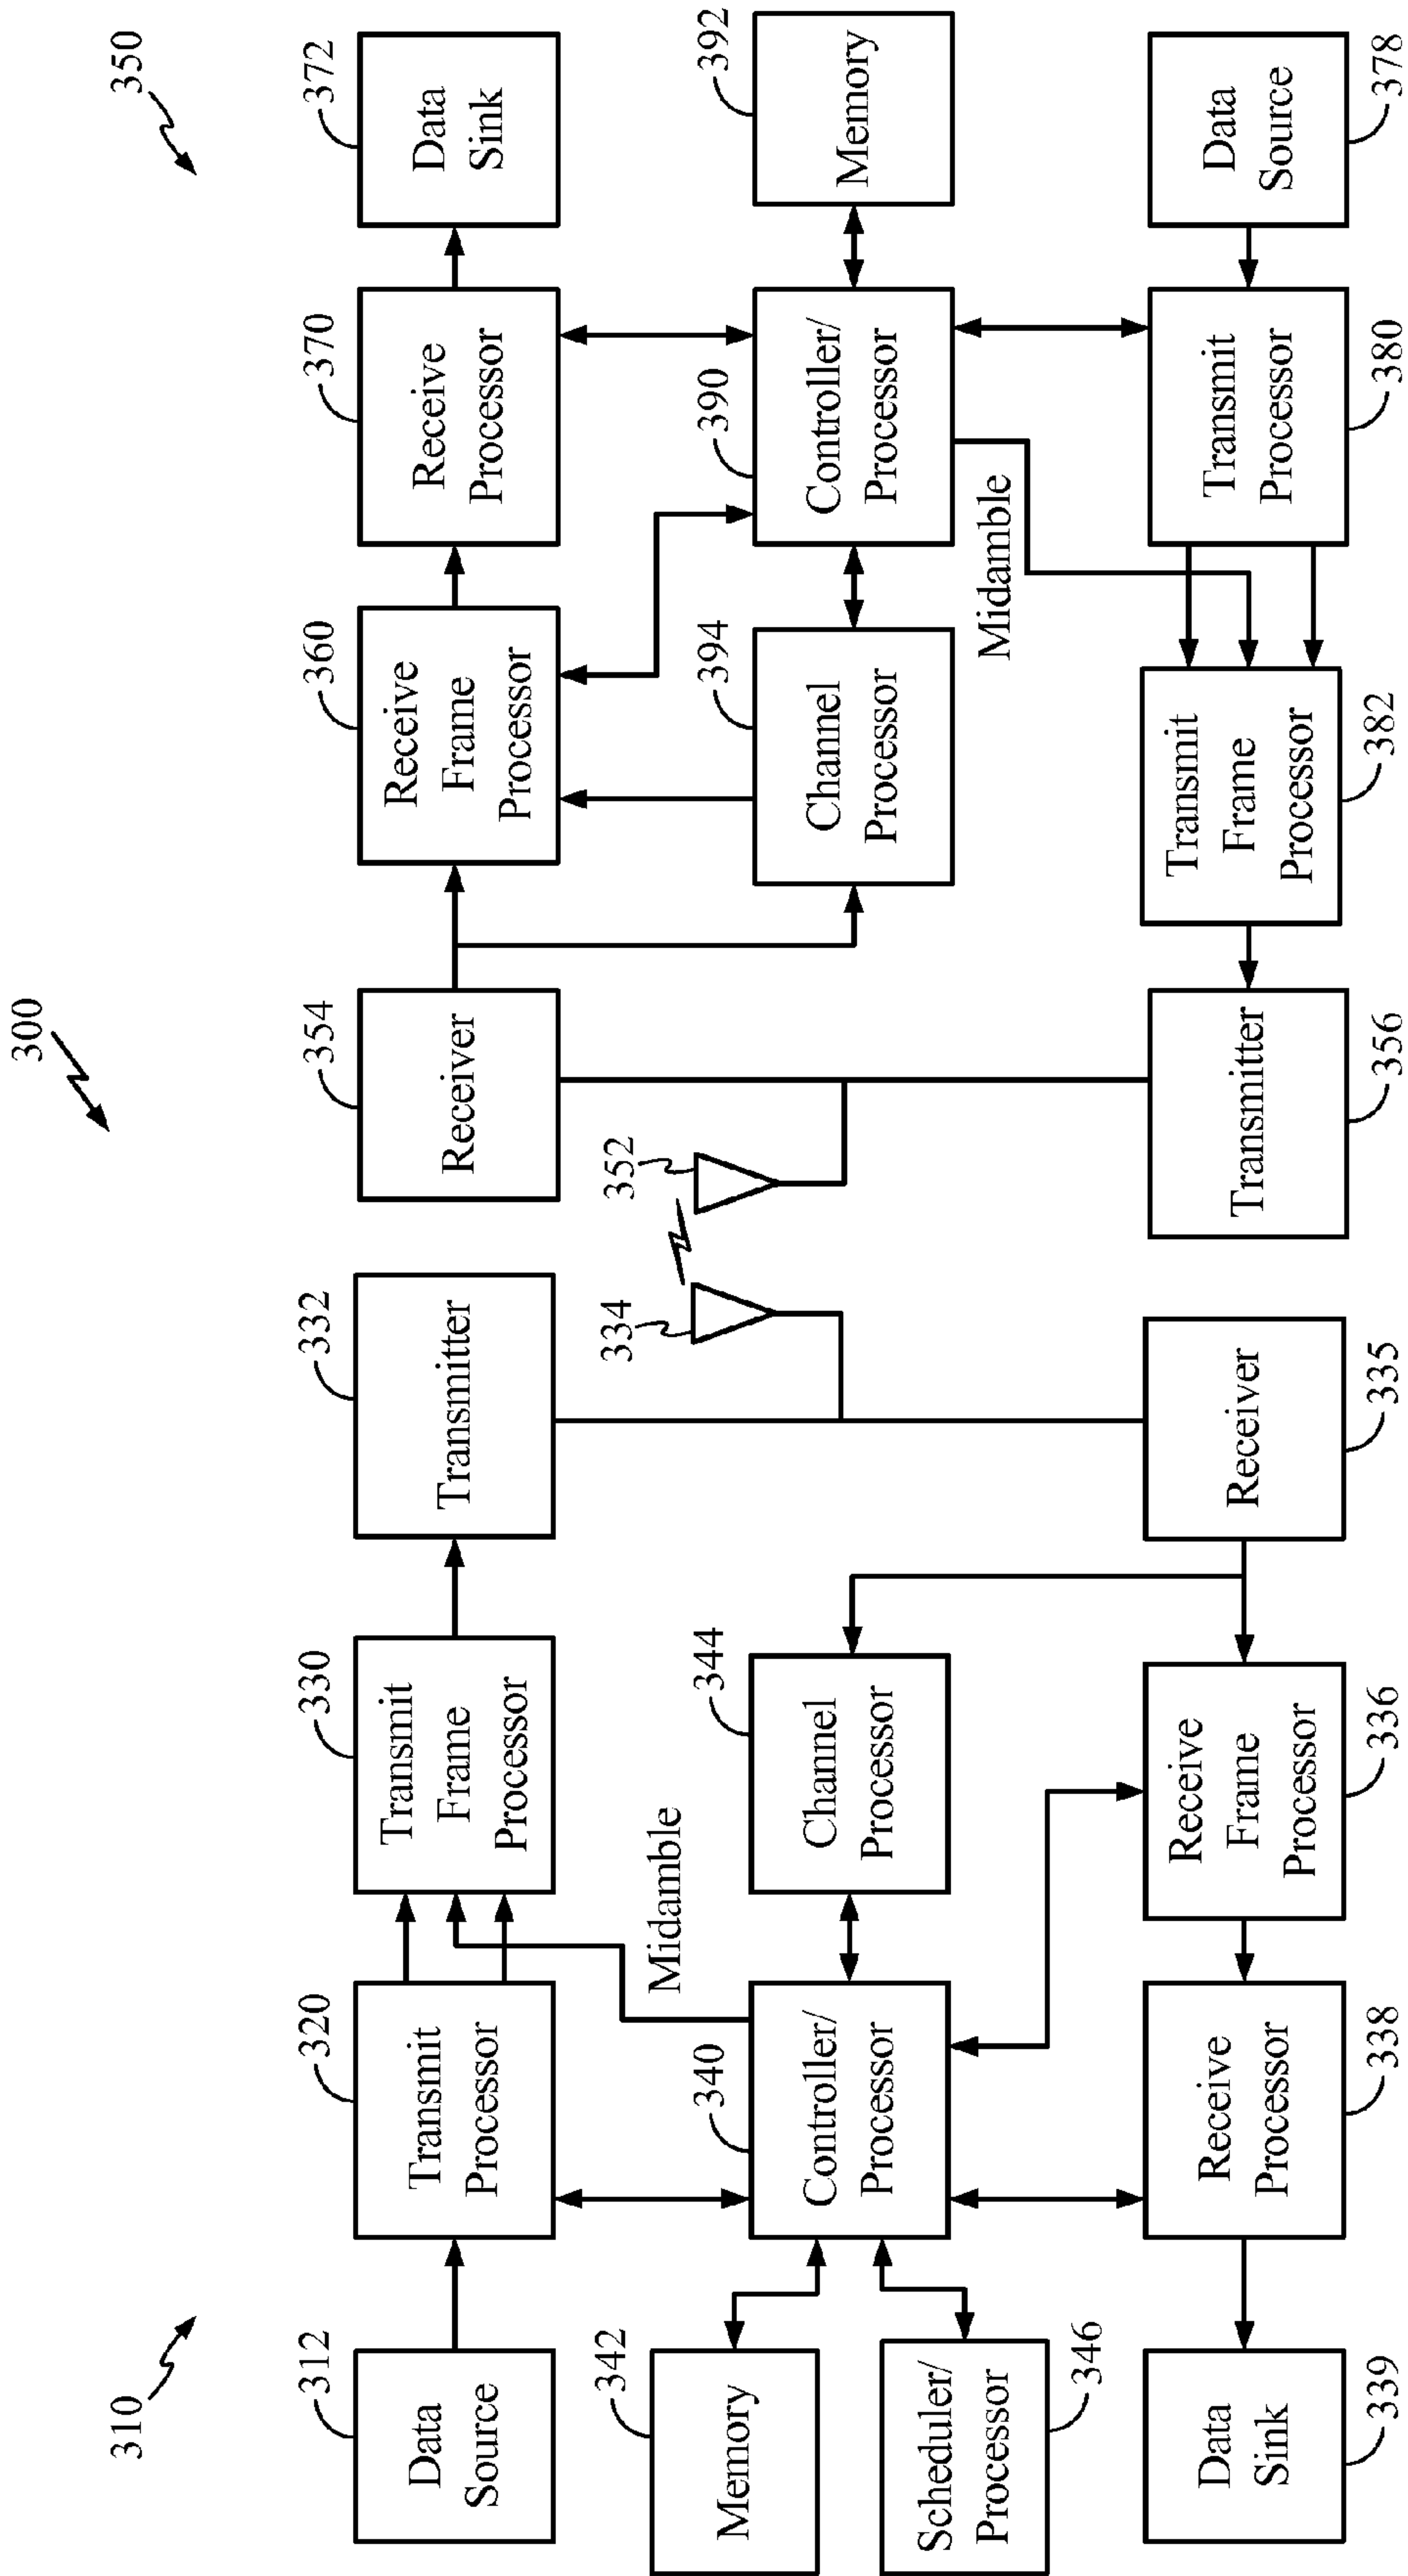 300
310
350
312
Data
Source
320
Transmit
Processor
330
Transmit
Frame
Processor
332
Transmitter
354
Receiver
360
Receive
Frame
Processor
370
Receive
Processor
372
Data
Sink
Midamble
334
352
342
Memory
340
Controller/
Processor
344
Channel
Processor
394
Channel
Processor
390
Controller/
Processor
392
Memory
346
Scheduler/
Processor
Midamble
Data
Sink
339
Receive
Processor
338
Receive
Frame
Processor
336
Receiver
335
Transmitter
356
Transmit
Frame
Processor
382
Transmit
Processor
380
Data
Source
378